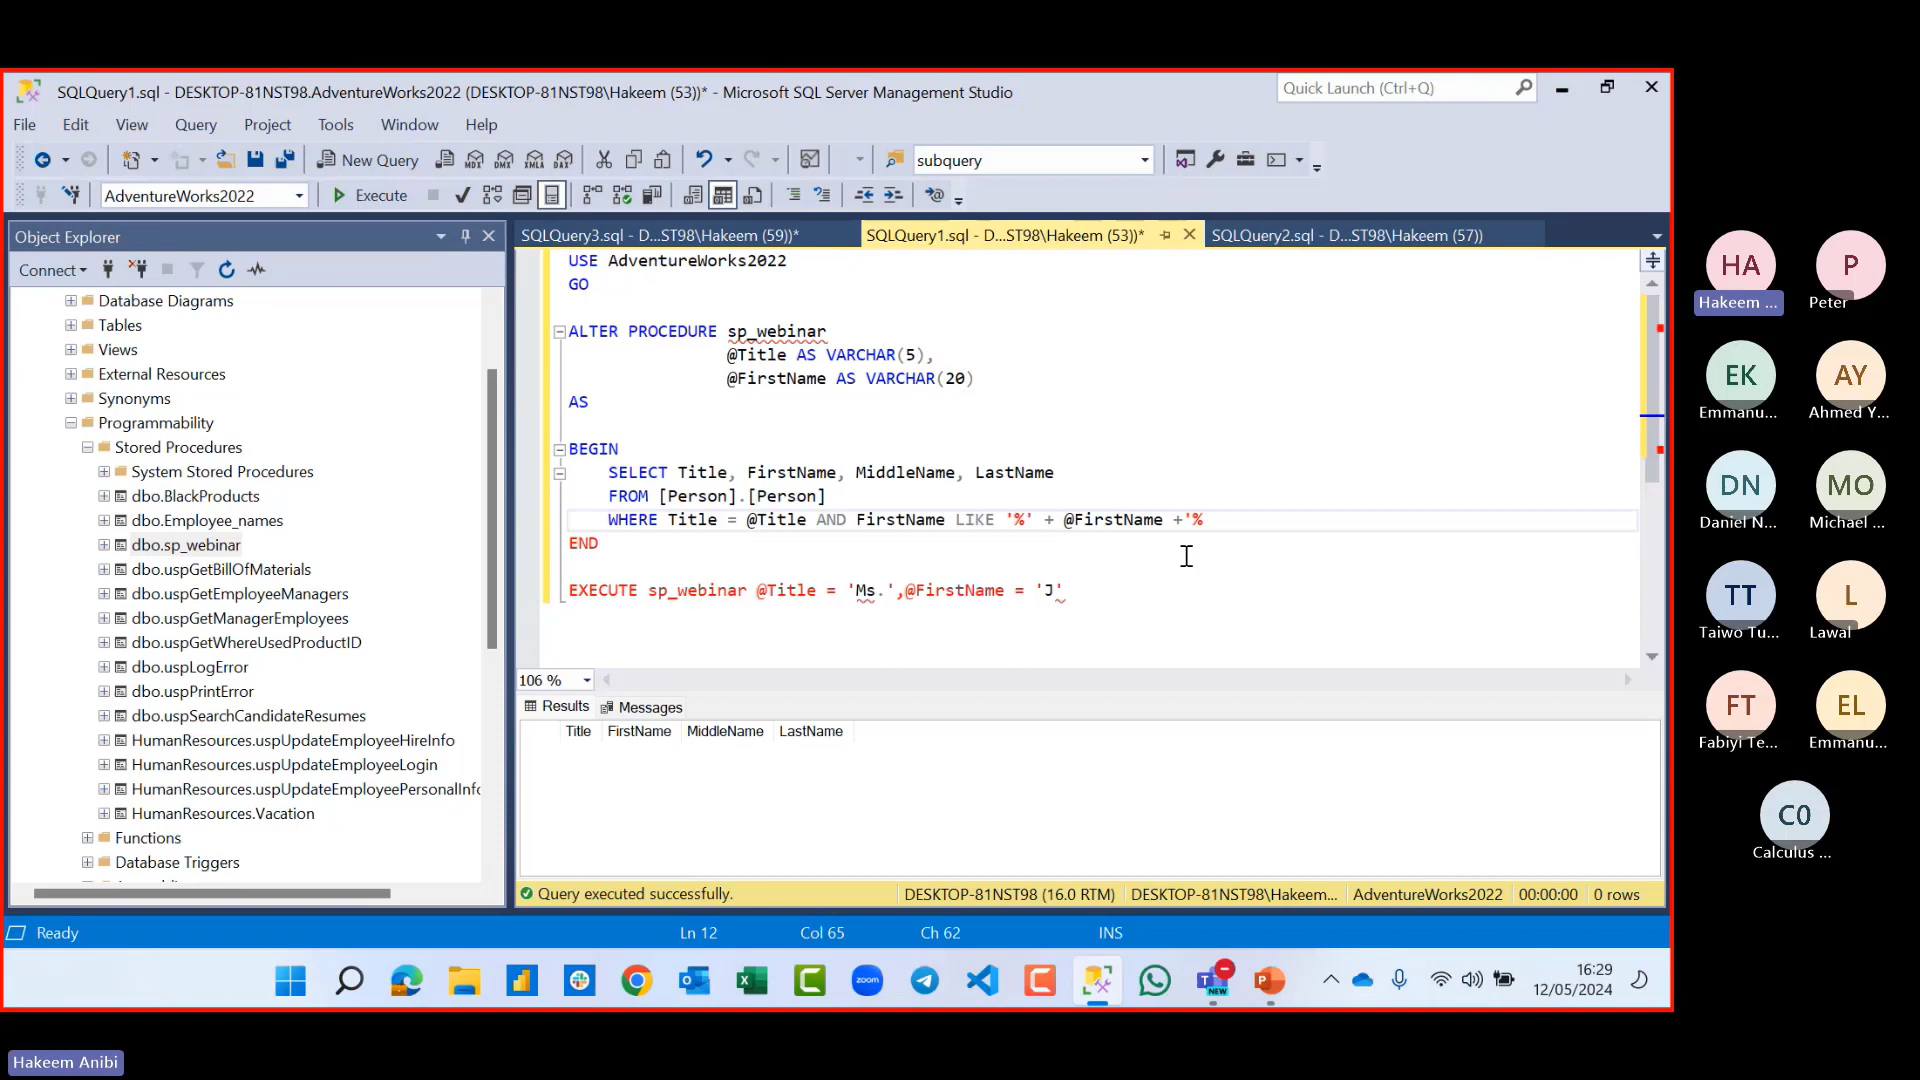 SQLQuery1.sql - DESKTOP-81NST98.AdventureWorks2022 (DESKTOP-81NST98\Hakeem (53))* - Microsoft SQL Server Management Studio
Quick Launch (Ctrl+Q)
File Edit View Query Project Tools Window Help
New Query
MDX DMX XMLA DAX
subquery
AdventureWorks2022
Execute
Object Explorer
SQLQuery3.sql - D...ST98\Hakeem (59))*
SQLQuery1.sql - D...ST98\Hakeem (53))*
SQLQuery2.sql - D...ST98\Hakeem (57))
Connect
Database Diagrams
Tables
Views
External Resources
Synonyms
Programmability
Stored Procedures
System Stored Procedures
dbo.BlackProducts
dbo.Employee_names
dbo.sp_webinar
dbo.uspGetBillOfMaterials
dbo.uspGetEmployeeManagers
dbo.uspGetManagerEmployees
dbo.uspGetWhereUsedProductID
dbo.uspLogError
dbo.uspPrintError
dbo.uspSearchCandidateResumes
HumanResources.uspUpdateEmployeeHireInfo
HumanResources.uspUpdateEmployeeLogin
HumanResources.uspUpdateEmployeePersonalInfo
HumanResources.Vacation
Functions
Database Triggers
USE AdventureWorks2022
GO
ALTER PROCEDURE sp_webinar
@Title AS VARCHAR(5),
@FirstName AS VARCHAR(20)
AS
BEGIN
SELECT Title, FirstName, MiddleName, LastName
FROM [Person].[Person]
WHERE Title = @Title AND FirstName LIKE '%' + @FirstName +'%
END
EXECUTE sp_webinar @Title = 'Ms.',@FirstName = 'J'
106 %
Results Messages
Title FirstName MiddleName LastName
Query executed successfully.
DESKTOP-81NST98 (16.0 RTM)
DESKTOP-81NST98\Hakeem...
AdventureWorks2022
00:00:00
0 rows
Ready
Ln 12
Col 65
Ch 62
INS
zoom
NEW
16:29
12/05/2024
HA
Hakeem ...
P
Peter
EK
Emmanu...
AY
Ahmed Y...
DN
Daniel N...
MO
Michael ...
TT
Taiwo Tu...
L
Lawal
FT
Fabiyi Te...
EL
Emmanu...
C0
Calculus ...
Hakeem Anibi